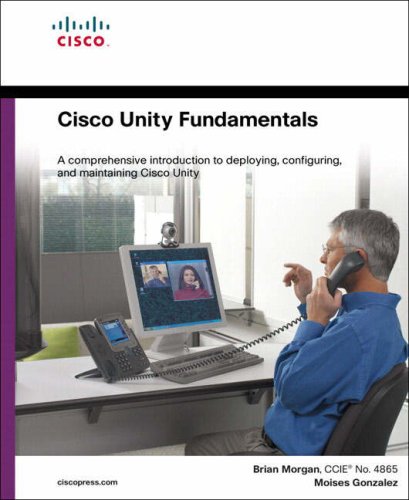 CISCO
Cisco Unity Fundamentals
A comprehensive introduction to deploying, configuring,
and maintaining Cisco Unity
Brian Morgan, CCIE® No. 4865
ciscopress.com
Moises Gonzalez